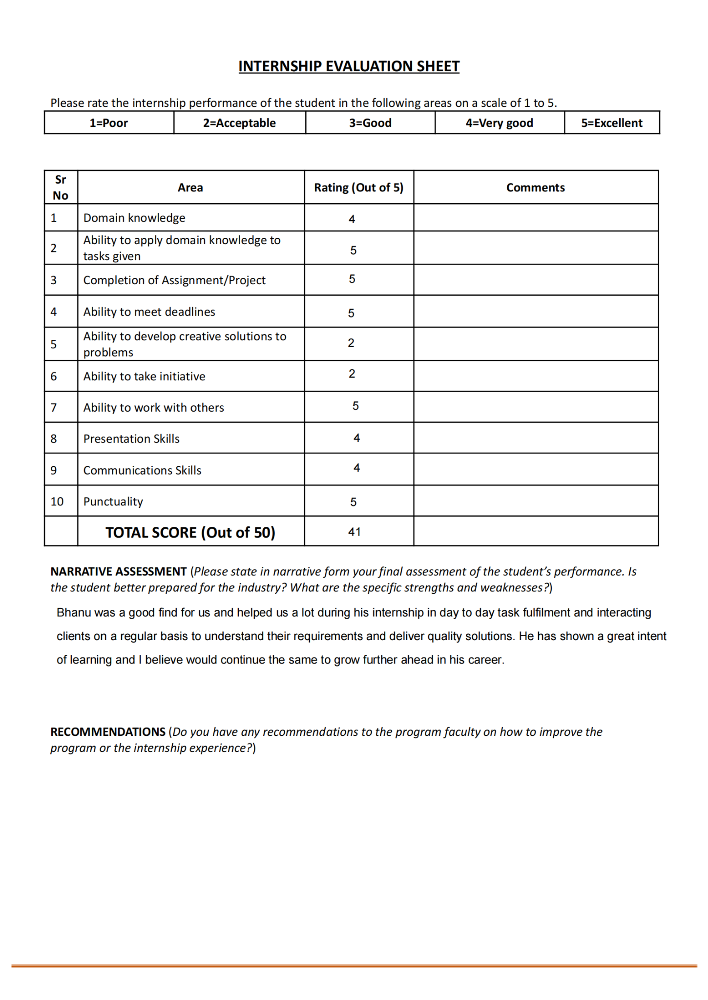 INTERNSHIP EVALUATION SHEET
Please rate the internship performance of the student in the following areas on a scale of 1 to 5.
1=Poor 2=Acceptable 3=Good 4=Very good 5=Excellent
Sr No Area Rating (Out of 5) Comments
1 Domain knowledge 4
2 Ability to apply domain knowledge to
tasks given 5
3 Completion of Assignment/Project 5
4 Ability to meet deadlines 5
5 Ability to develop creative solutions to
problems 2
6 Ability to take initiative 2
7 Ability to work with others 5
8 Presentation Skills 4
9 Communications Skills 4
10 Punctuality 5
TOTAL SCORE (Out of 50) 41
NARRATIVE ASSESSMENT (Please state in narrative form your final assessment of the student’s performance. Is
the student better prepared for the industry? What are the specific strengths and weaknesses?)
Bhanu was a good find for us and helped us a lot during his internship in day to day task fulfilment and interacting
clients on a regular basis to understand their requirements and deliver quality solutions. He has shown a great intent
of learning and I believe would continue the same to grow further ahead in his career.
RECOMMENDATIONS (Do you have any recommendations to the program faculty on how to improve the
program or the internship experience?)